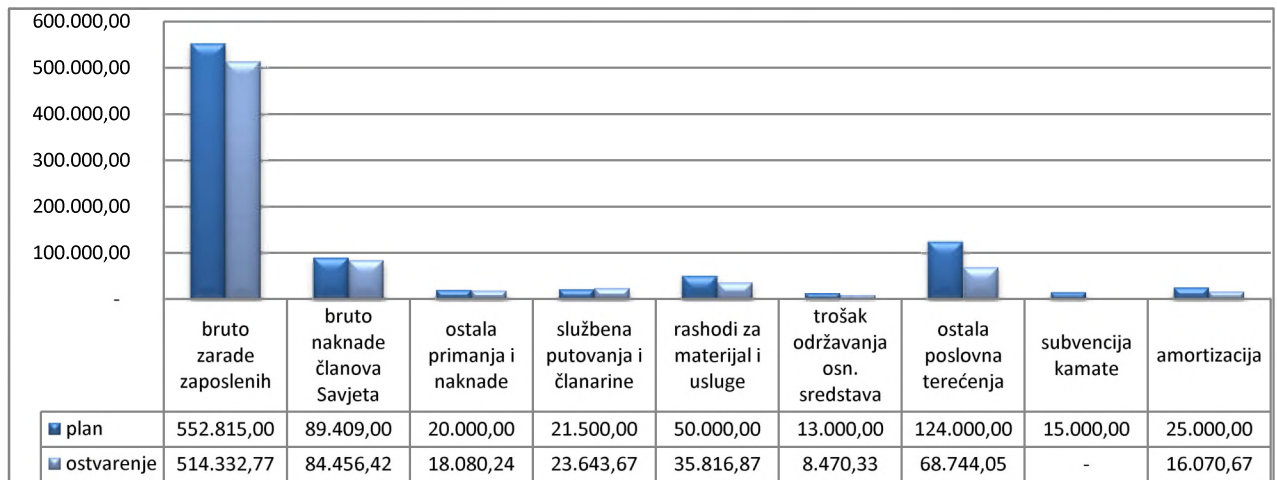 600.000,00
500.000,00
400.000,00
300.000,00
200.000,00
100.000,00
-
bruto
zarade
zaposlenih
bruto
naknade
članova
Savjeta
ostala
primanja i
naknade
službena
putovanja i
članarine
rashodi za
materijal i
usluge
trošak
održavanja
osn.
sredstava
ostala
poslovna
terećenja
subvencija
kamate
amortizacija
plan 552.815,00 89.409,00 20.000,00 21.500,00 50.000,00 13.000,00 124.000,00 15.000,00 25.000,00
ostvarenje 514.332,77 84.456,42 18.080,24 23.643,67 35.816,87 8.470,33 68.744,05 - 16.070,67